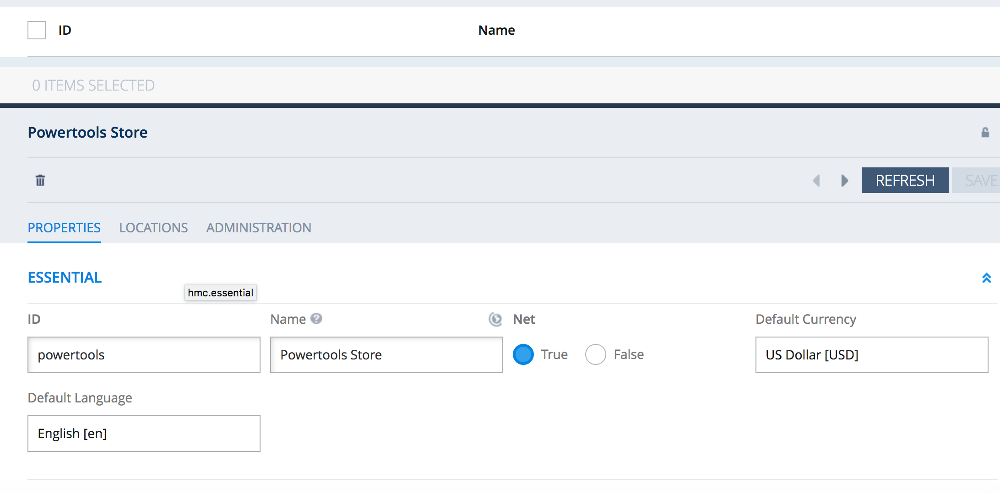 ID Name
0 ITEMS SELECTED
Powertools Store
REFRESH SAVE
PROPERTIES LOCATIONS ADMINISTRATION
ESSENTIAL
hmc.essential
ID Name ? Net Default Currency
powertools Powertools Store True False US Dollar [USD]
Default Language
English [en]